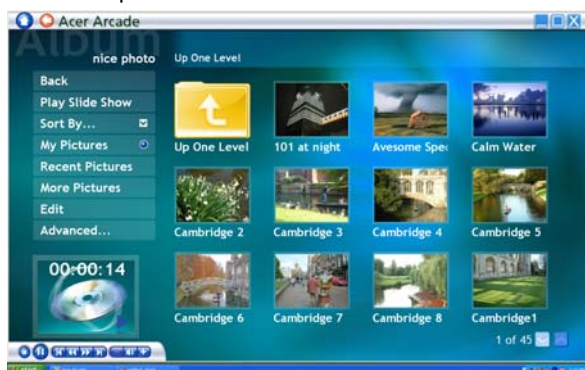 Acer Arcade
Album
nice photo
Up One Level
Back
Play Slide Show
Sort By...
My Pictures
Recent Pictures
More Pictures
Edit
Advanced...
00:00:14
Up One Level
101 at night
Avesome Spec
Calm Water
Cambridge 2
Cambridge 3
Cambridge 4
Cambridge 5
Cambridge 6
Cambridge 7
Cambridge 8
Cambridge1
1 of 45